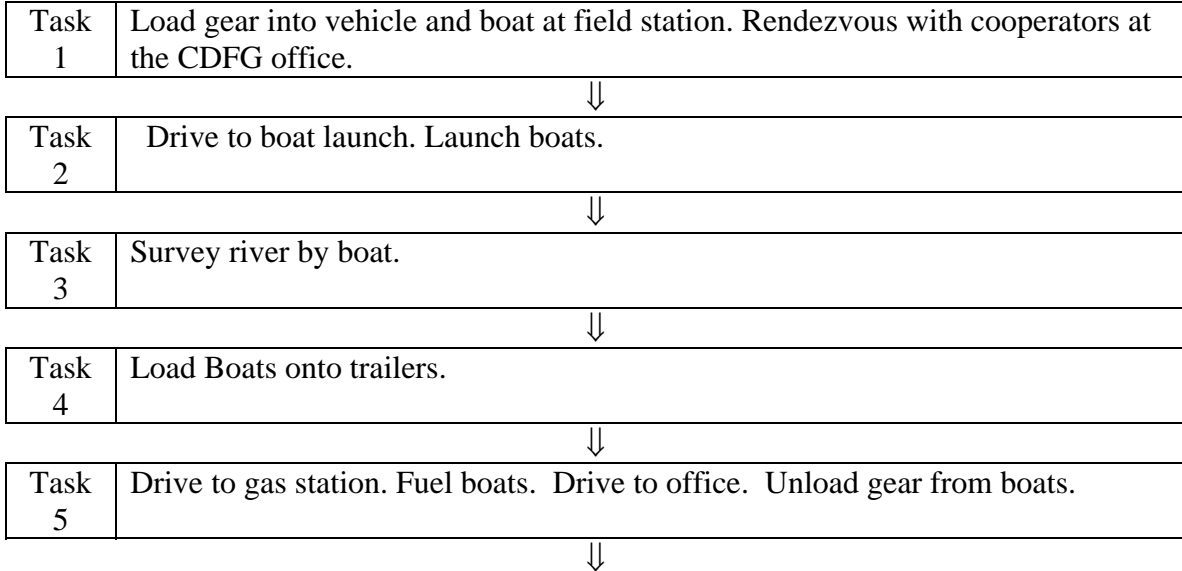 Task Load gear into vehicle and boat at field station. Rendezvous with cooperators at
1 the CDFG office.
⇓
Task Drive to boat launch. Launch boats.
2
⇓
Task Survey river by boat.
3
⇓
Task Load Boats onto trailers.
4
⇓
Task Drive to gas station. Fuel boats. Drive to office. Unload gear from boats.
5
⇓